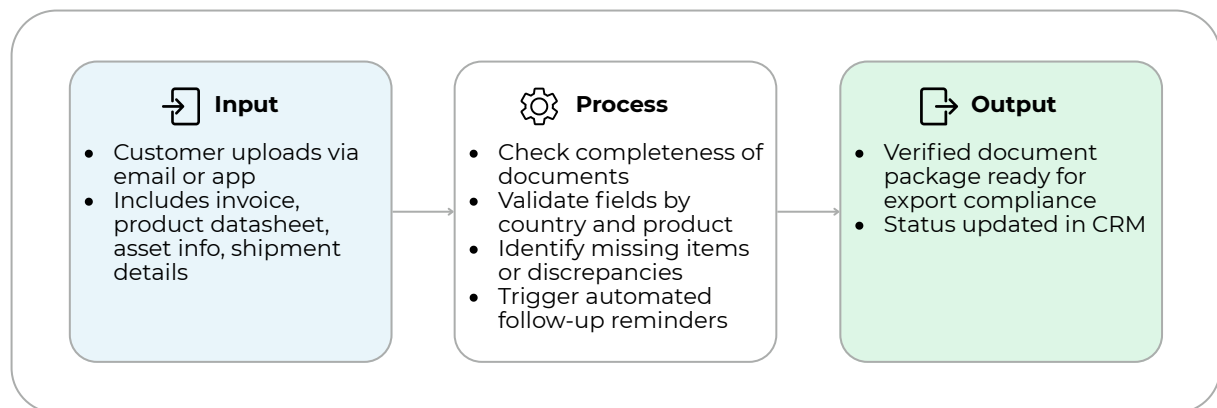 Input
• Customer uploads via
email or app
• Includes invoice,
product datasheet,
asset info, shipment
details
Process
• Check completeness of
documents
• Validate fields by
country and product
• Identify missing items
or discrepancies
• Trigger automated
follow-up reminders
Output
• Verified document
package ready for
export compliance
• Status updated in CRM